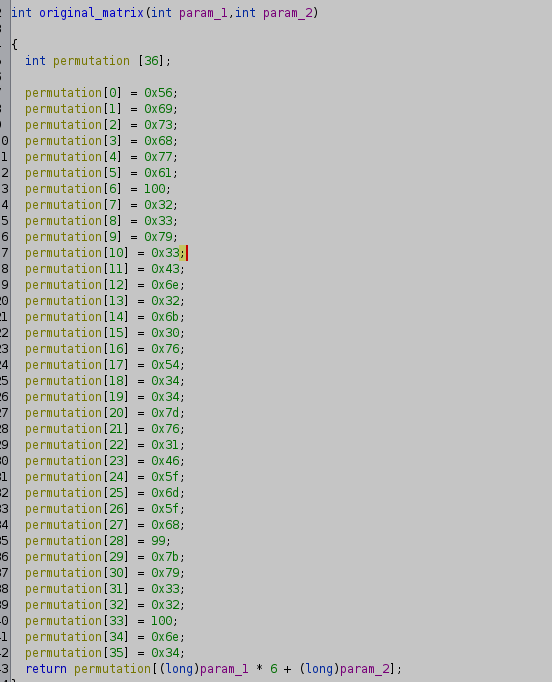 int original_matrix(int param_1,int param_2)
{
int permutation [36];
permutation[0] = 0x56;
permutation[1] = 0x69;
permutation[2] = 0x73;
permutation[3] = 0x68;
permutation[4] = 0x77;
permutation[5] = 0x61;
permutation[6] = 100;
permutation[7] = 0x32;
permutation[8] = 0x33;
permutation[9] = 0x79;
permutation[10] = 0x33;
permutation[11] = 0x43;
permutation[12] = 0x6e;
permutation[13] = 0x32;
permutation[14] = 0x6b;
permutation[15] = 0x30;
permutation[16] = 0x76;
permutation[17] = 0x54;
permutation[18] = 0x34;
permutation[19] = 0x34;
permutation[20] = 0x7d;
permutation[21] = 0x76;
permutation[22] = 0x31;
permutation[23] = 0x46;
permutation[24] = 0x5f;
permutation[25] = 0x6d;
permutation[26] = 0x5f;
permutation[27] = 0x68;
permutation[28] = 99;
permutation[29] = 0x7b;
permutation[30] = 0x79;
permutation[31] = 0x33;
permutation[32] = 0x32;
permutation[33] = 100;
permutation[34] = 0x6e;
permutation[35] = 0x34;
return permutation[(long)param_1 * 6 + (long)param_2];